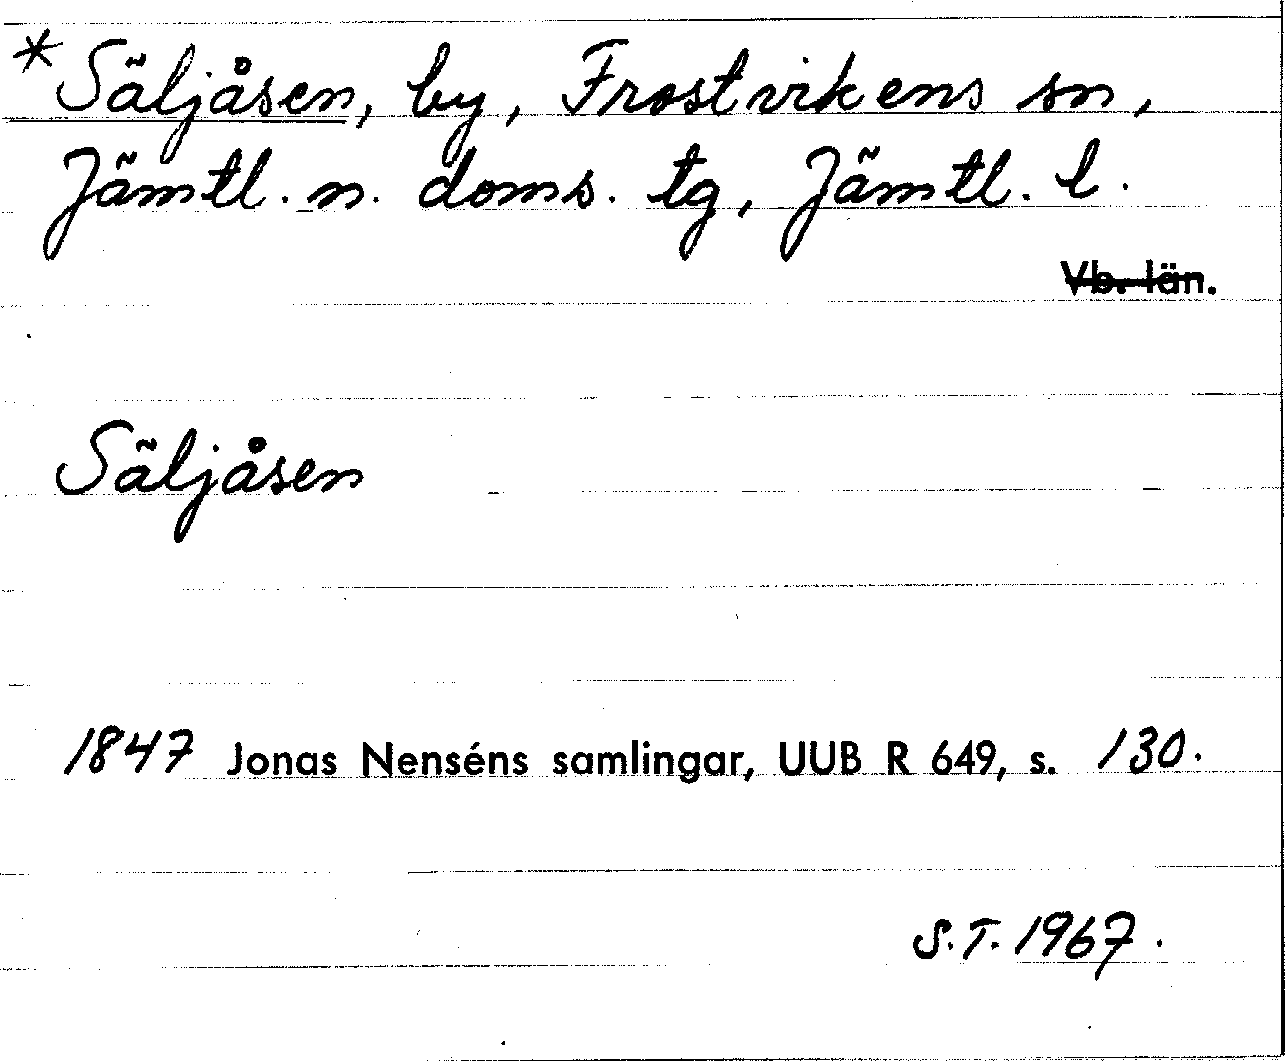 *Säljåsen, by, Frostvikens sn,
Jämtl. n. doms. tg, Jämtl. l.
Vb. län.
Säljåsen
1847 Jonas Nenséns samlingar, UUB R 649, s. 130.
S.T. 1967.